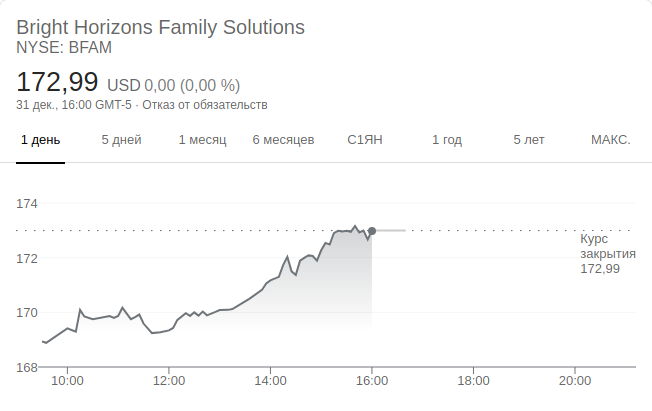 Bright Horizons Family Solutions
NYSE: BFAM
172,99 USD 0,00 (0,00 %)
31 дек., 16:00 GMT-5 · Отказ от обязательств
1 день 5 дней 1 месяц 6 месяцев С1ЯН 1 год 5 лет МАКС.
174
Курс
закрытия
172,99
172
170
168
10:00 12:00 14:00 16:00 18:00 20:00